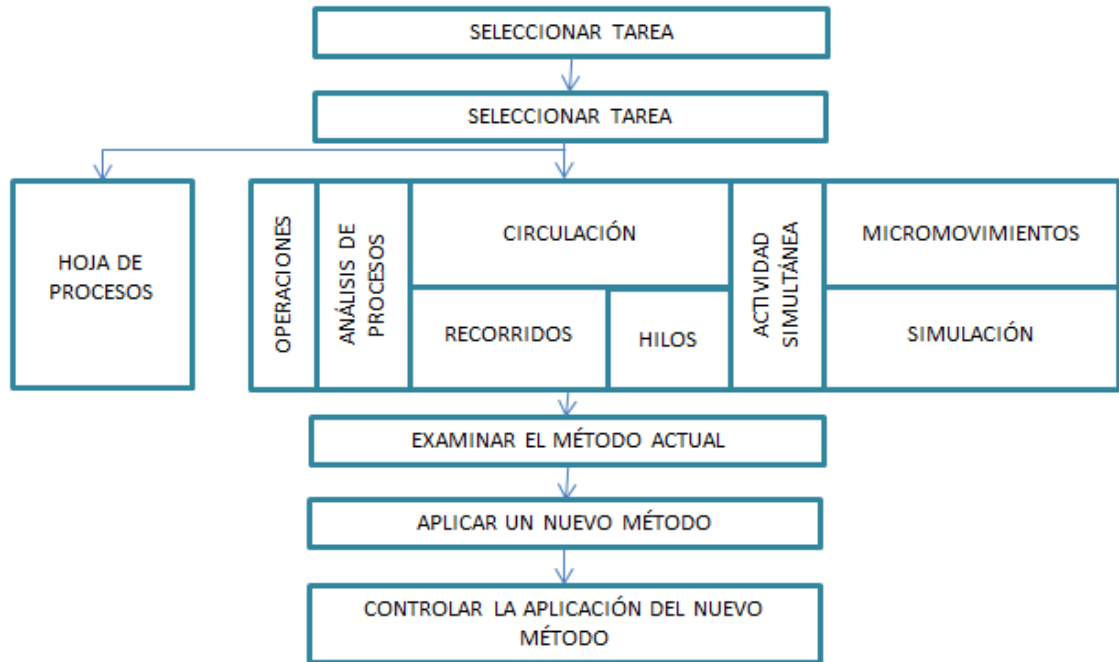 SELECCIONAR TAREA
SELECCIONAR TAREA
HOJA DE
PROCESOS
OPERACIONES
ANÁLISIS DE
PROCESOS
CIRCULACIÓN
RECORRIDOS
HILOS
ACTIVIDAD
SIMULTÁNEA
MICROMOVIMIENTOS
SIMULACIÓN
EXAMINAR EL MÉTODO ACTUAL
APLICAR UN NUEVO MÉTODO
CONTROLAR LA APLICACIÓN DEL NUEVO
MÉTODO